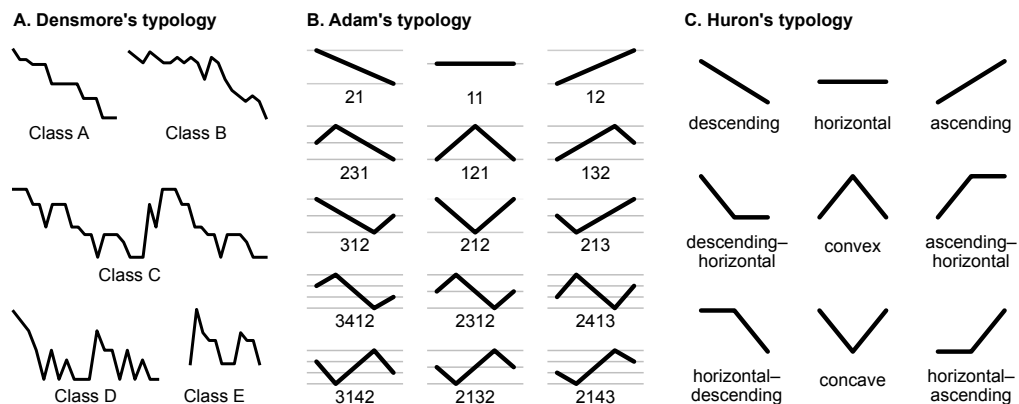 A. Densmore's typology
Class A
Class B
Class C
Class D
Class E
B. Adam's typology
21
11
12
231
121
132
312
212
213
3412
2312
2413
3142
2132
2143
C. Huron's typology
descending
horizontal
ascending
descending–
horizontal
convex
ascending–
horizontal
horizontal–
descending
concave
horizontal–
ascending